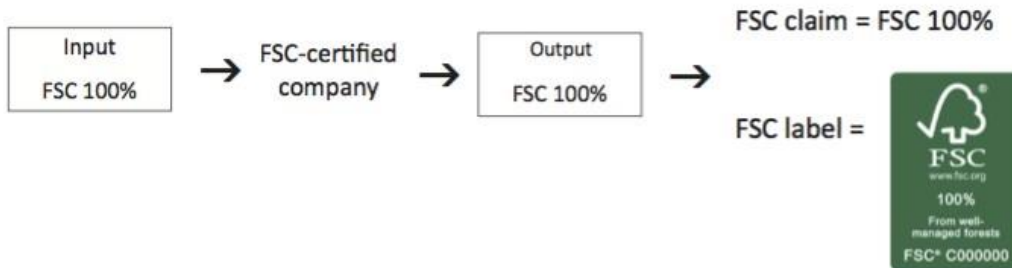 Input
FSC 100%
FSC-certified
company
Output
FSC 100%
FSC claim = FSC 100%
FSC label =
®
FSC
www.fsc.org
100%
From well-
managed forests
FSC® C000000